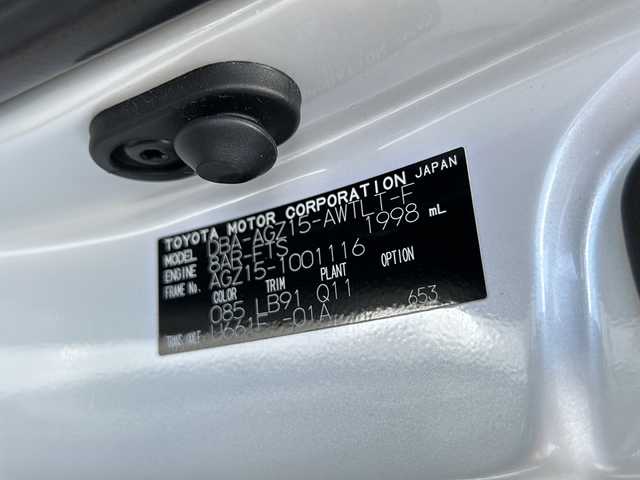 TOYOTA MOTOR CORPORATION JAPAN
MODEL DBA-AGZ15-AWTLT-F
ENGINE 8AR-FTS 1998 mL
FRAME No. AGZ15-1001116
COLOR TRIM PLANT
085 LB91 Q11
TRANS/AXLE U661F -01A 653